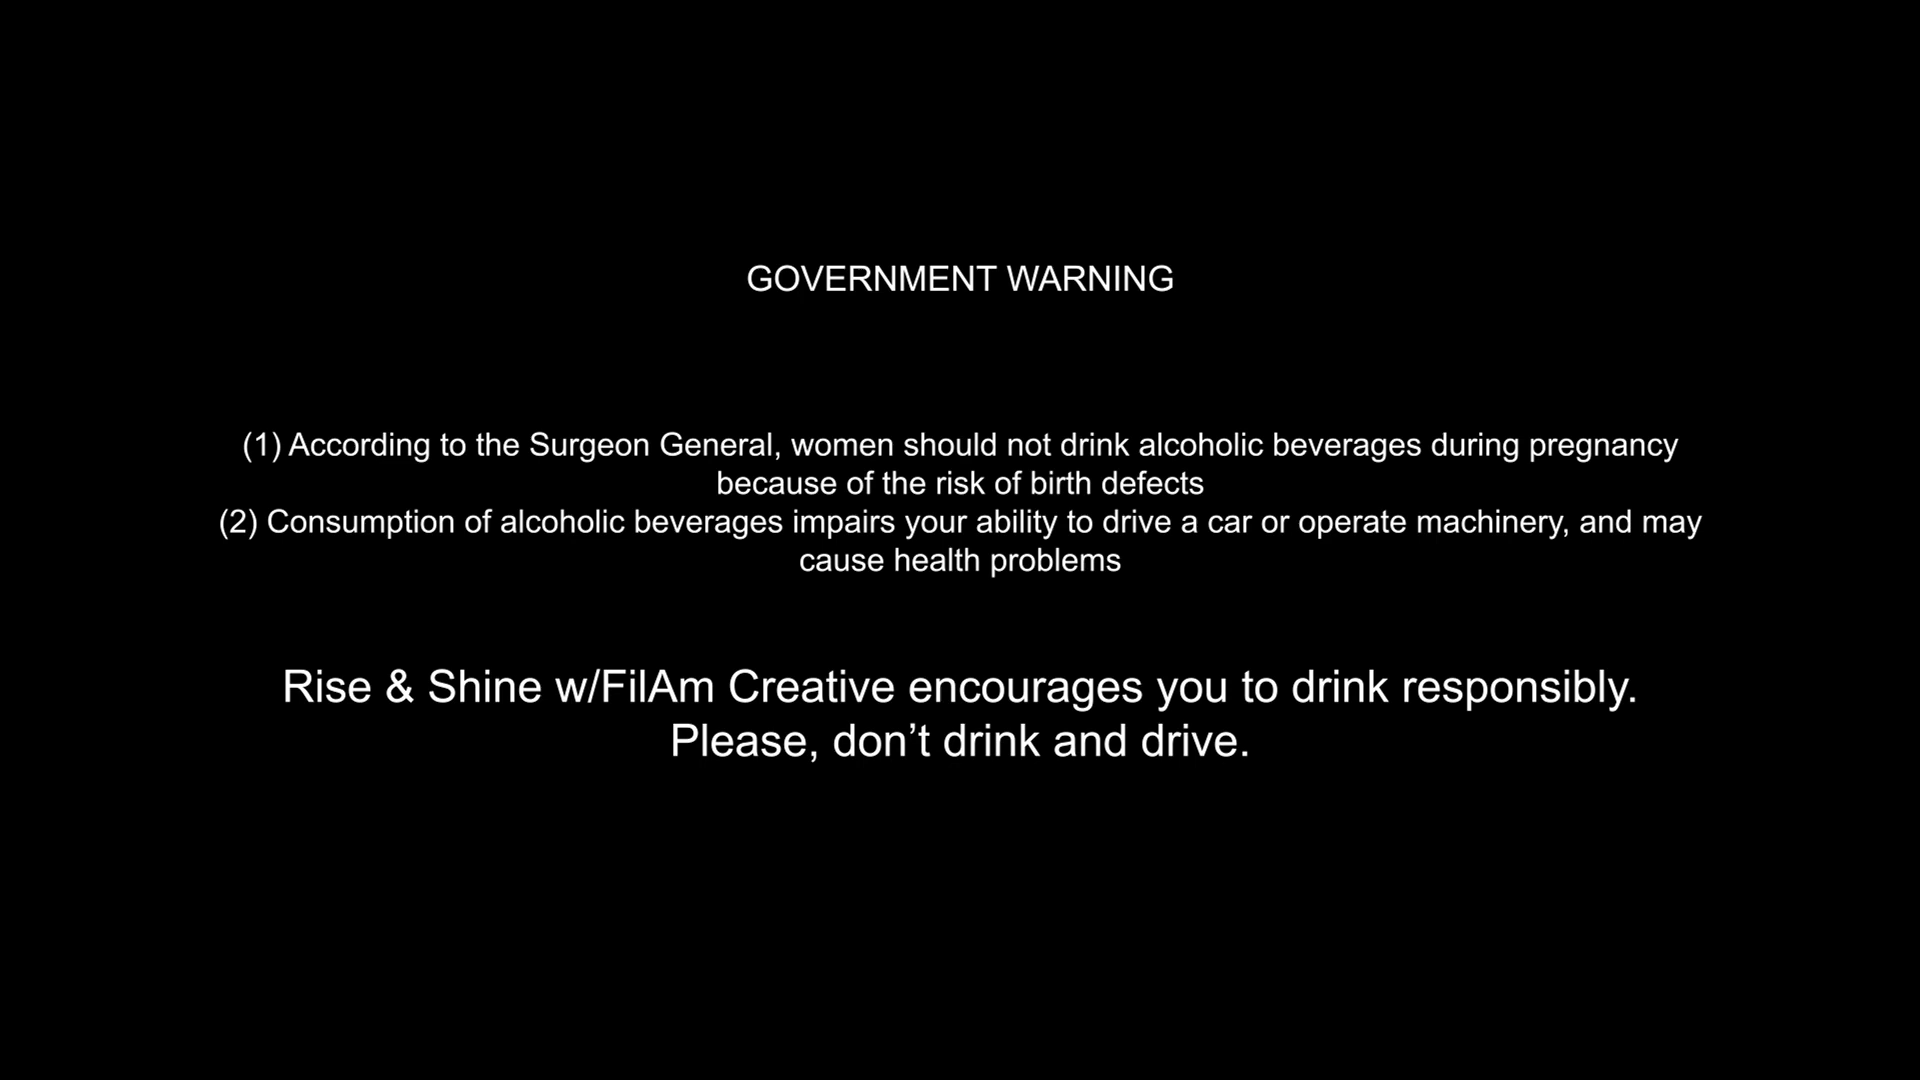 GOVERNMENT WARNING
(1) According to the Surgeon General, women should not drink alcoholic beverages during pregnancy
because of the risk of birth defects
(2) Consumption of alcoholic beverages impairs your ability to drive a car or operate machinery, and may
cause health problems
Rise & Shine w/FilAm Creative encourages you to drink responsibly.
Please, don’t drink and drive.